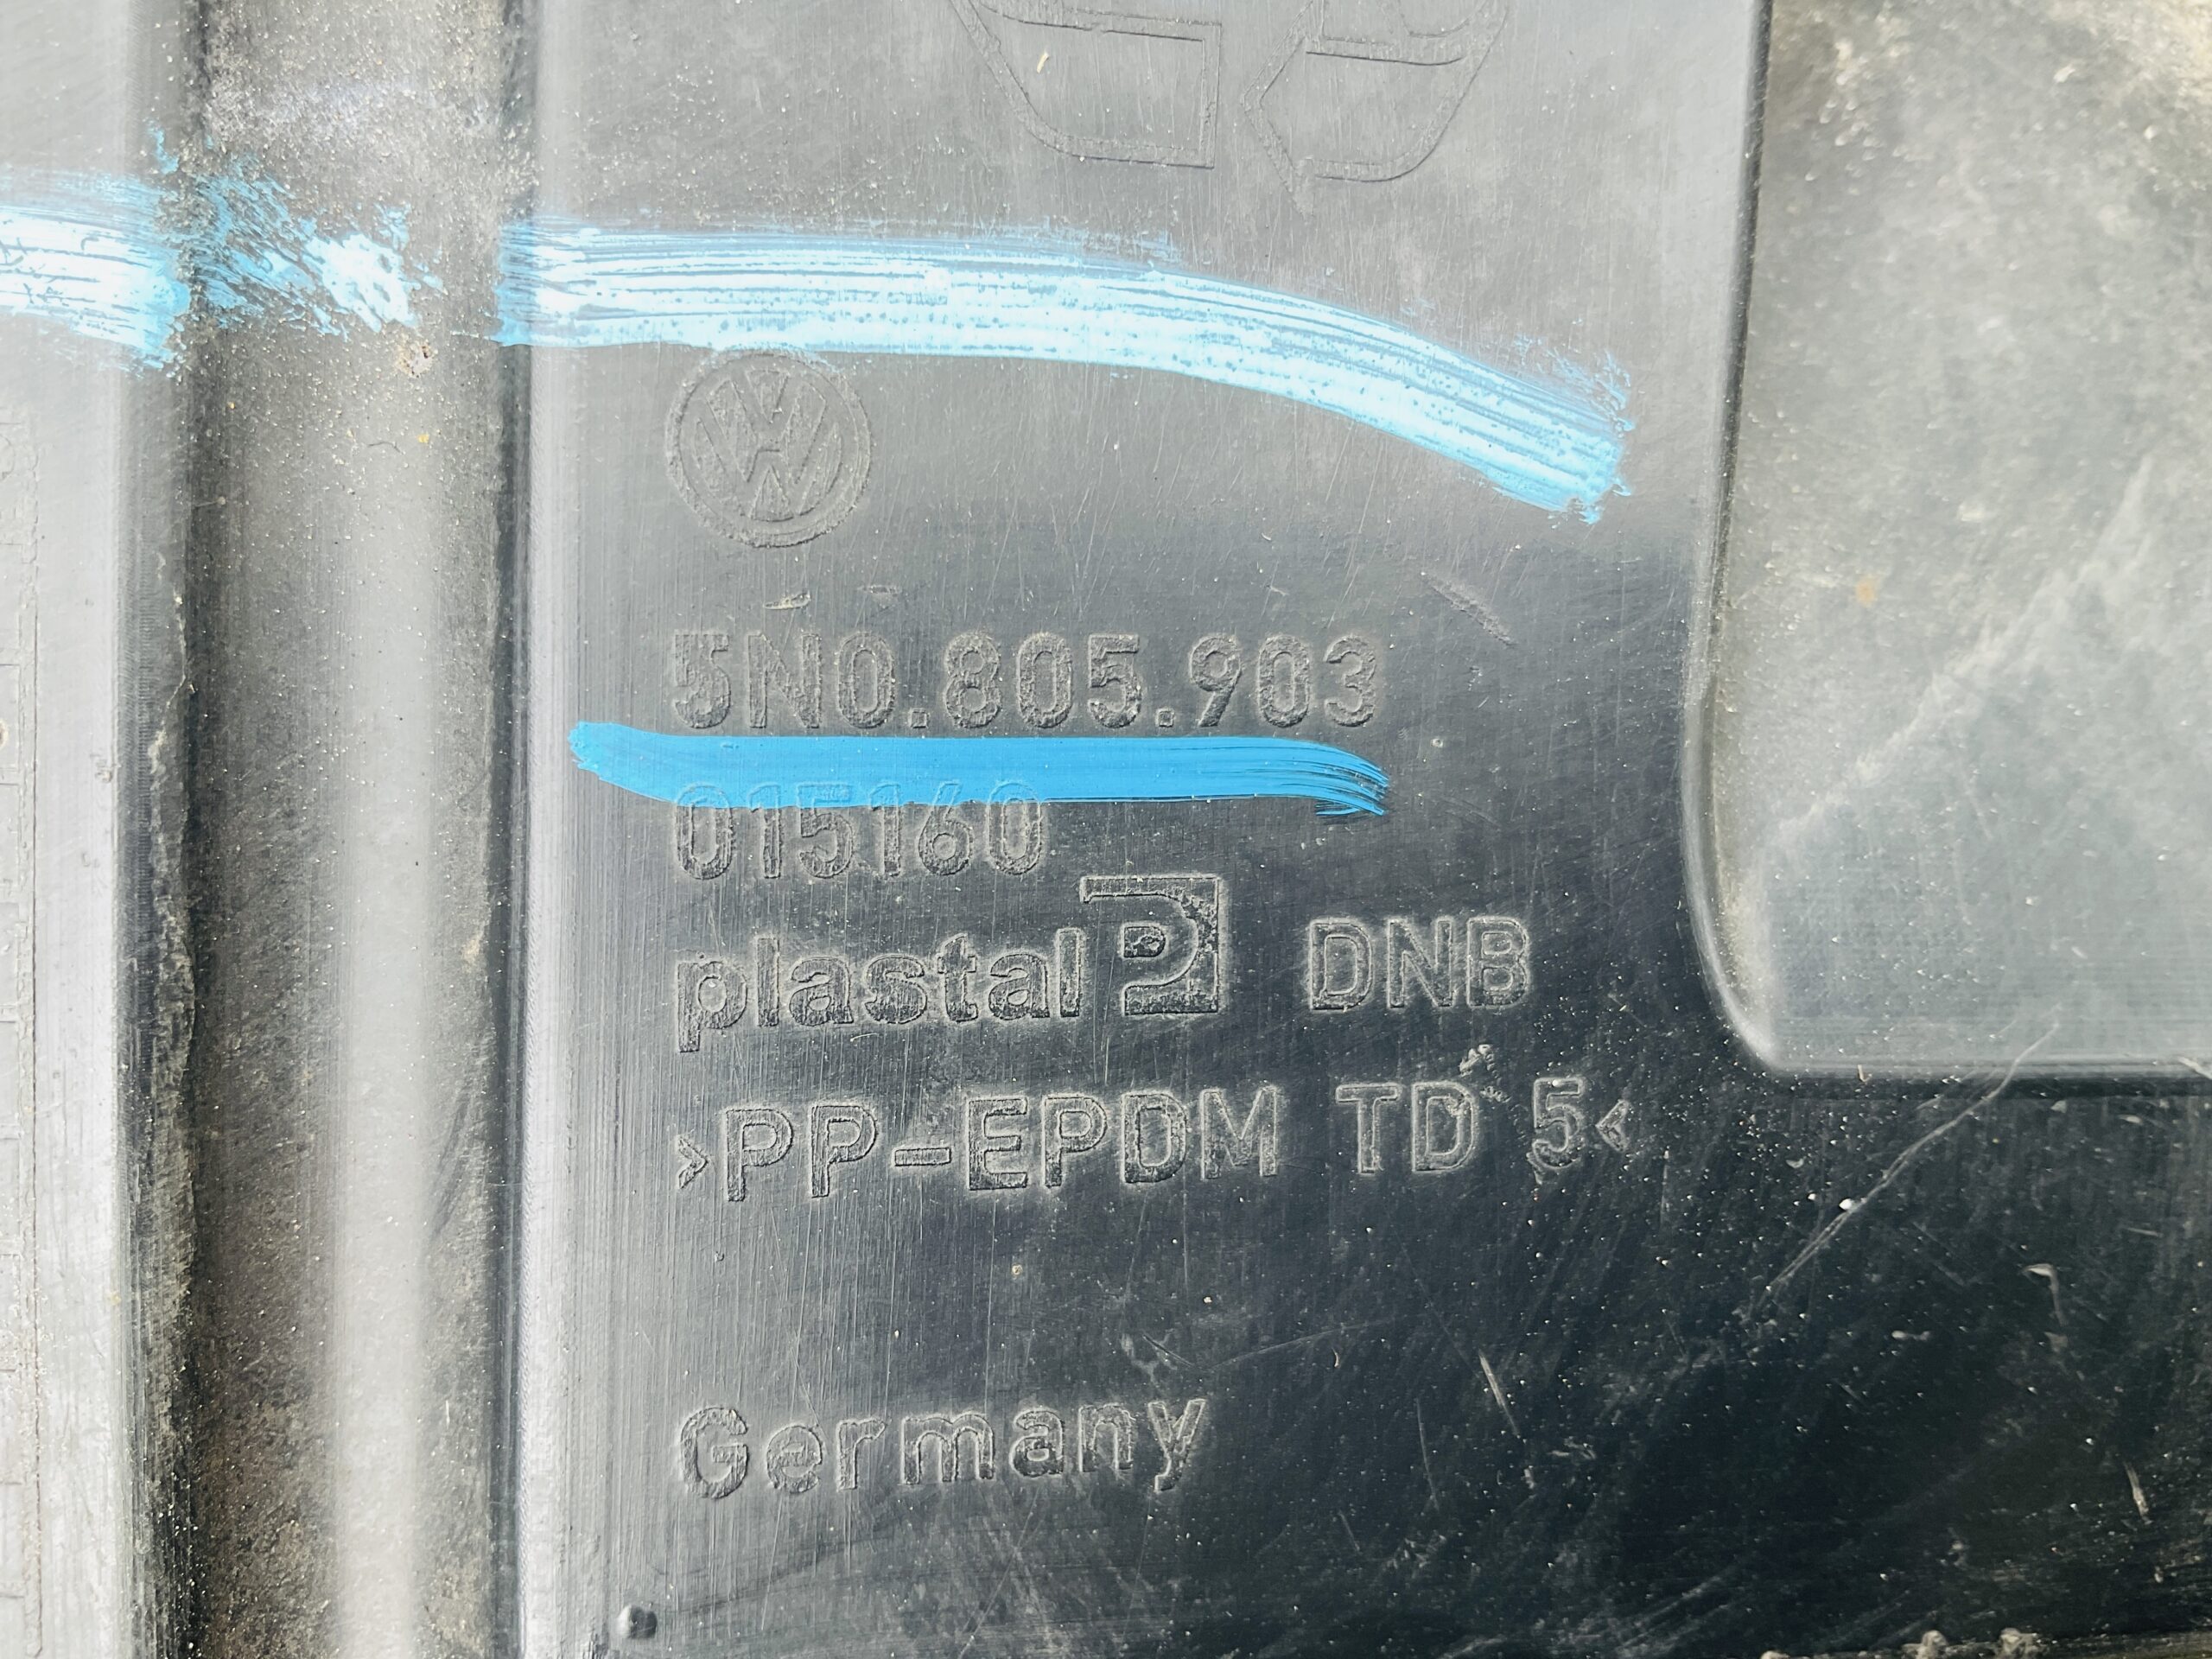 5N0.805.903
015160
plastal DNB
>PP-EPDM TD 5<
Germany